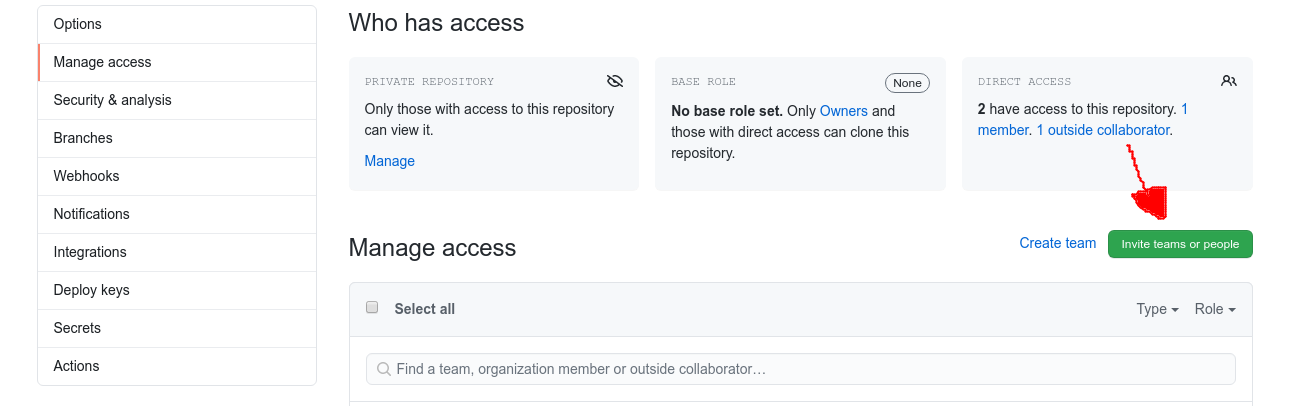 Options
Manage access
Security & analysis
Branches
Webhooks
Notifications
Integrations
Deploy keys
Secrets
Actions
Who has access
PRIVATE REPOSITORY
Only those with access to this repository
can view it.
Manage
BASE ROLE
None
No base role set. Only Owners and
those with direct access can clone this
repository.
DIRECT ACCESS
2 have access to this repository. 1
member. 1 outside collaborator.
Manage access
Create team
Invite teams or people
Select all
Type
Role
Find a team, organization member or outside collaborator…